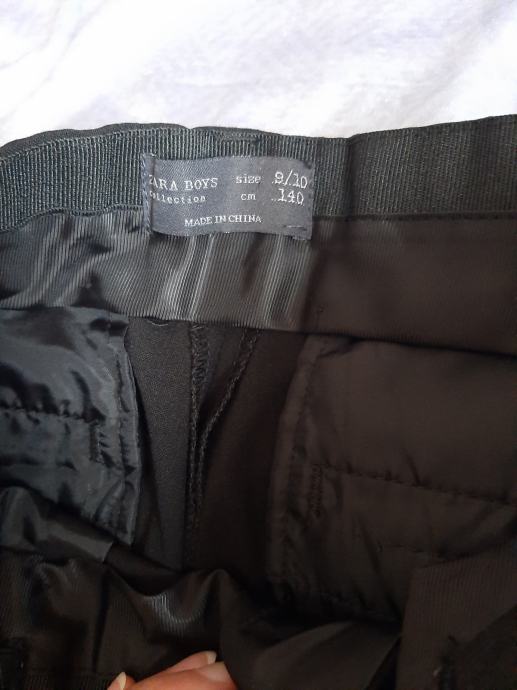 ZARA BOYS size 9/10
collection cm 140
MADE IN CHINA